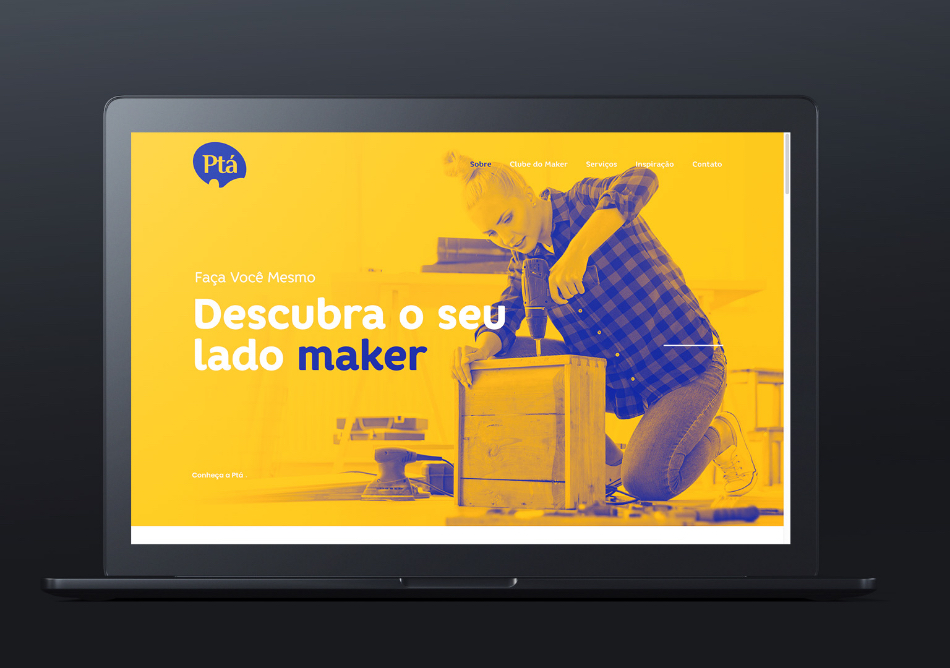 Ptá
Sobre Clube do Maker Serviços Inspiração Contato
Faça Você Mesmo
Descubra o seu
lado maker
Conheça a Ptá